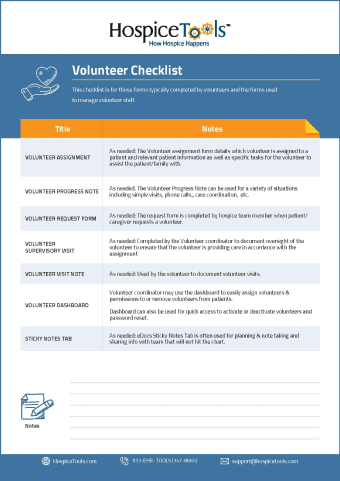 HospiceTools™
How Hospice Happens
Volunteer Checklist
This checklist is for those forms typically completed by volunteers and the forms used
to manage volunteer staff.
Title
Notes
VOLUNTEER ASSIGNMENT
As needed: The Volunteer assignment form details which volunteer is assigned to a
patient and relevant patient information as well as specific tasks for the volunteer to
assist the patient/family with.
VOLUNTEER PROGRESS NOTE
As needed. The Volunteer Progress Note can be used for a variety of situations
including simple visits, phone calls, care coordination, etc.
VOLUNTEER REQUEST FORM
As needed: The request form is completed by hospice team member when patient/
caregiver requests a volunteer.
VOLUNTEER
SUPERVISORY VISIT
As needed: Completed by the Volunteer coordinator to document oversight of the
volunteer to ensure that the volunteer is providing care in accordance with the
assignment
VOLUNTEER VISIT NOTE
As needed: Used by the volunteer to document volunteer visits.
VOLUNTEER DASHBOARD
Volunteer coordinator may use the dashboard to easily assign volunteers &
permissions to or remove volunteers from patients.
Dashboard can also be used for quick access to activate or deactivate volunteers and
password reset.
STICKY NOTES TAB
As needed: eDocs Sticky Notes Tab is often used for planning & note taking and
sharing info with team that will not hit the chart.
Notes
HospiceTools.com
833-EMR-TOOLS (367-8665)
support@hospicetools.com